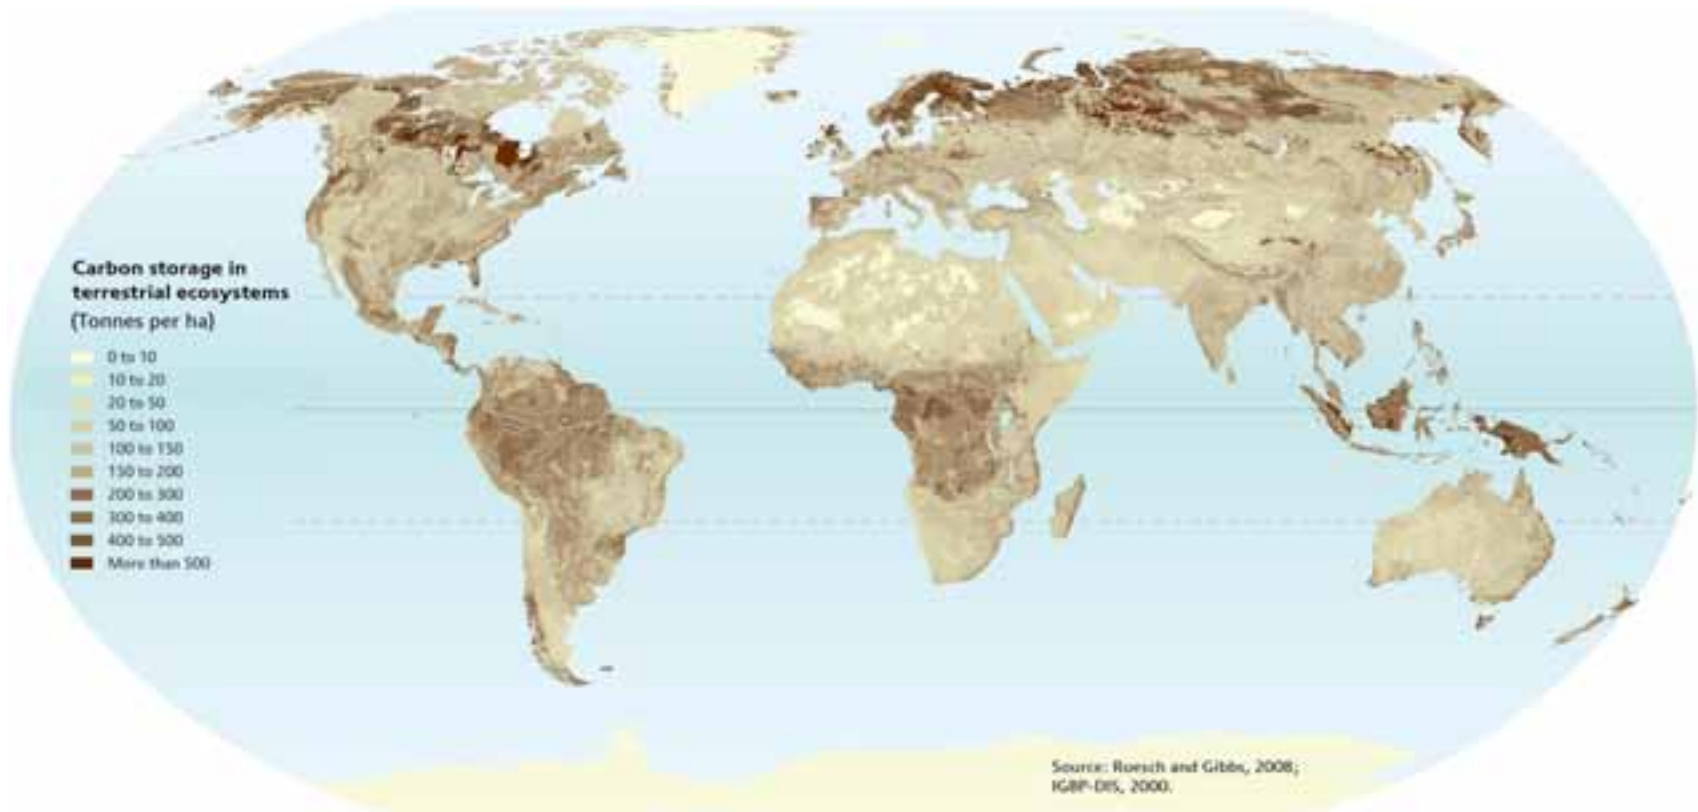 Carbon storage in
terrestrial ecosystems
(Tonnes per ha)
0 to 10
10 to 20
20 to 50
50 to 100
100 to 150
150 to 200
200 to 300
300 to 400
400 to 500
More than 500
Source: Ruesch and Gibbs, 2008;
IGBP-DIS, 2000.